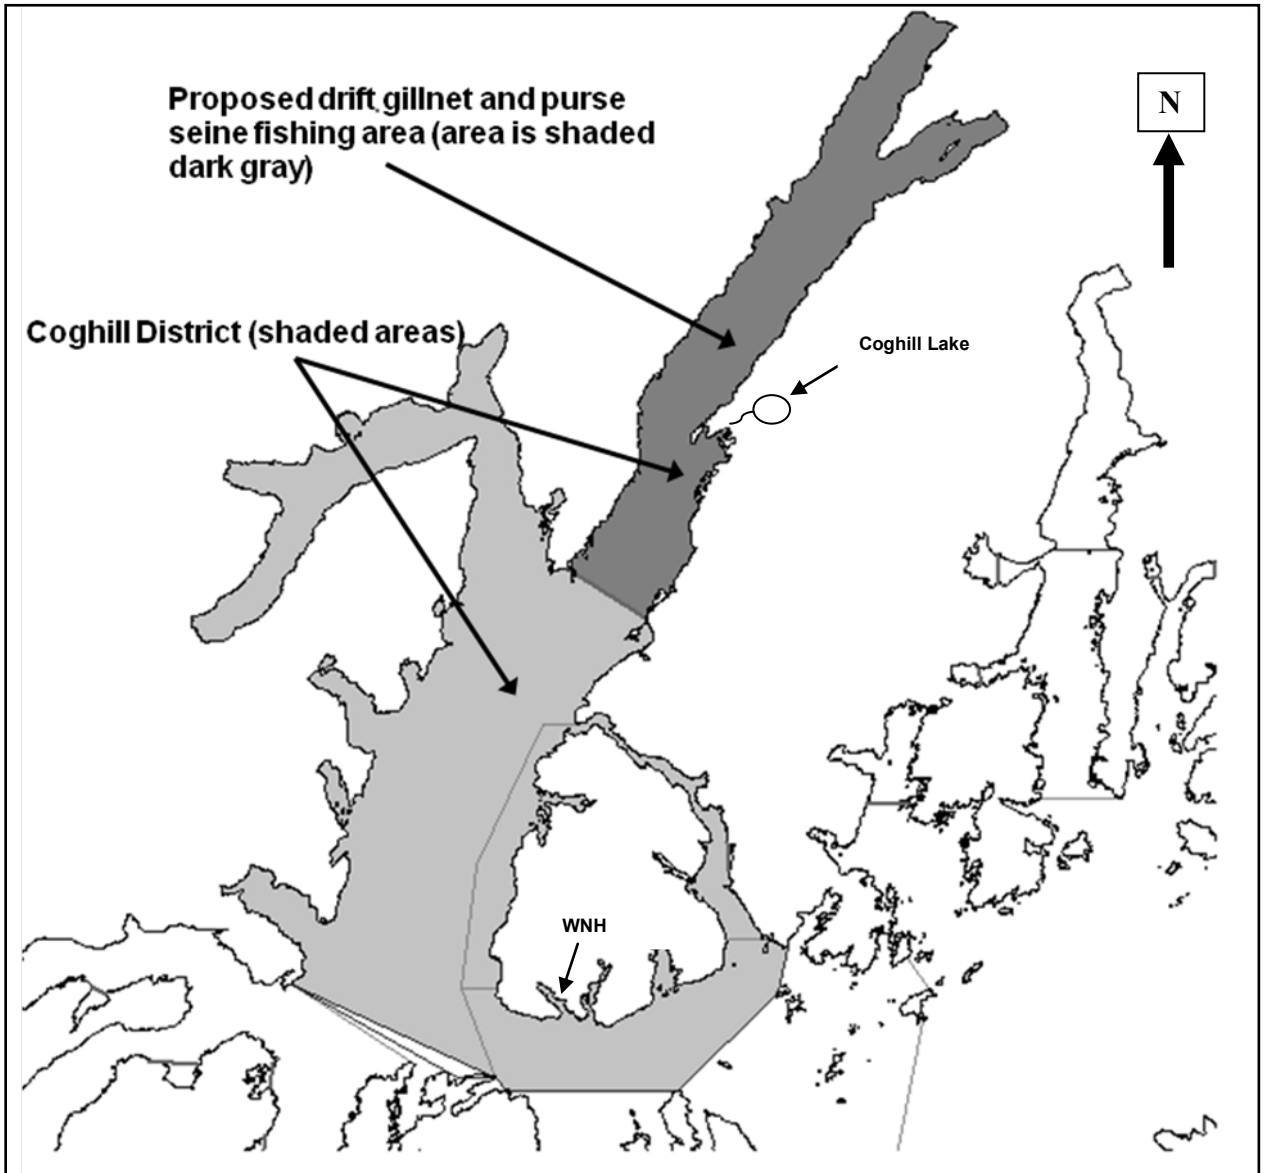 Proposed drift gillnet and purse
seine fishing area (area is shaded
dark gray)
N
Coghill District (shaded areas)
Coghill Lake
WNH